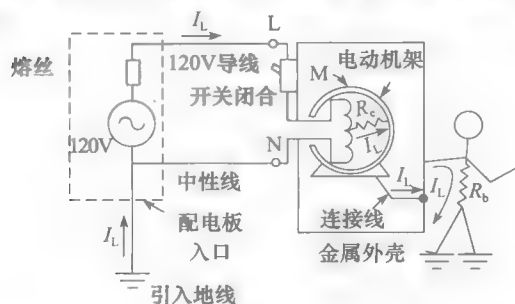 I_L
L
120V导线
熔丝
开关闭合
M
电动机架
R_c
I_L
120V
N
中性线
I_L
I_L
R_b
配电板
入口
I_L
连接线
金属外壳
引入地线